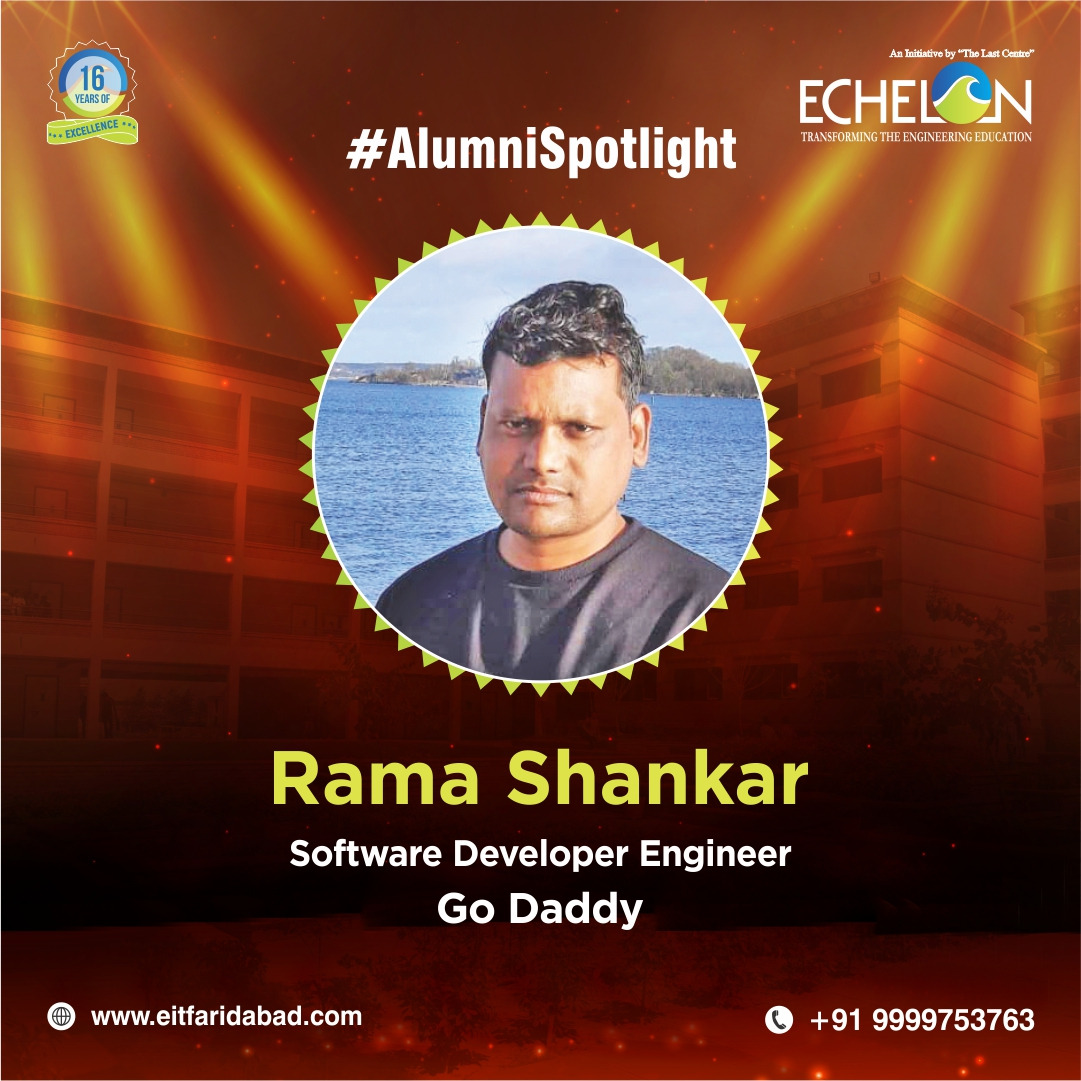 16
YEARS OF
EXCELLENCE
An Initiative by "The Last Centre"
ECHELON
TRANSFORMING THE ENGINEERING EDUCATION
#AlumniSpotlight
Rama Shankar
Software Developer Engineer
Go Daddy
www.eitfaridabad.com
+91 9999753763